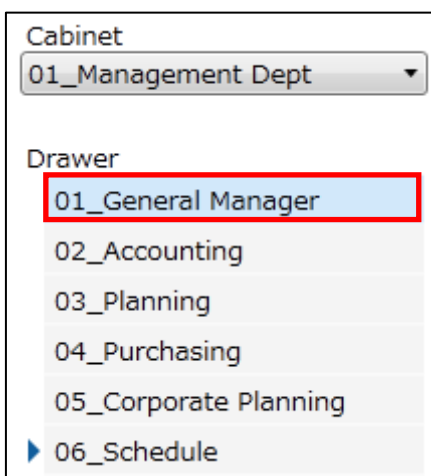 Cabinet
01_Management Dept
Drawer
01_General Manager
02_Accounting
03_Planning
04_Purchasing
05_Corporate Planning
06_Schedule